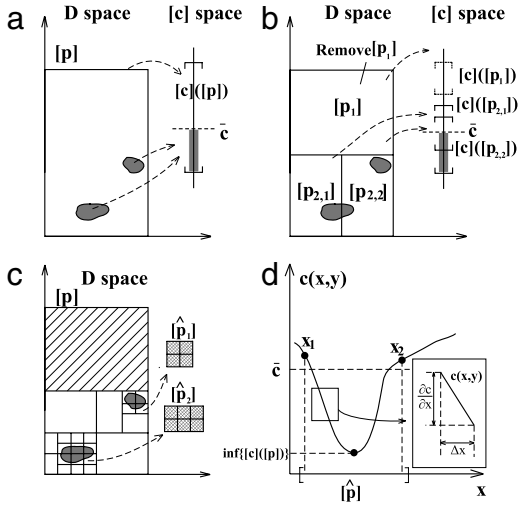 a
D space
[c] space
[p]
[c]([p])
c̄
b
D space
[c] space
Remove[p₁]
[p₁]
[c]([p₁])
[c]([p₂,₁])
c̄
[c]([p₂,₂])
[p₂,₁]
[p₂,₂]
c
D space
[p]
[p̂₁]
[p̂₂]
d
c(x,y)
x₁
x₂
c̄
c(x,y)
∂c
∂x
Δx
inf{[c]([p])}
[p̂]
x